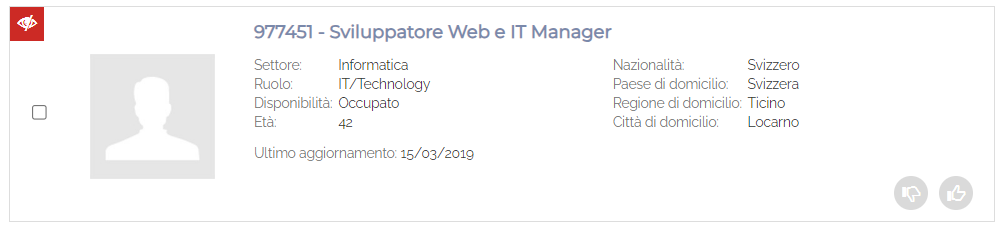 977451 - Sviluppatore Web e IT Manager
Settore: Informatica
Ruolo: IT/Technology
Disponibilità: Occupato
Età: 42
Nazionalità: Svizzero
Paese di domicilio: Svizzera
Regione di domicilio: Ticino
Città di domicilio: Locarno
Ultimo aggiornamento: 15/03/2019